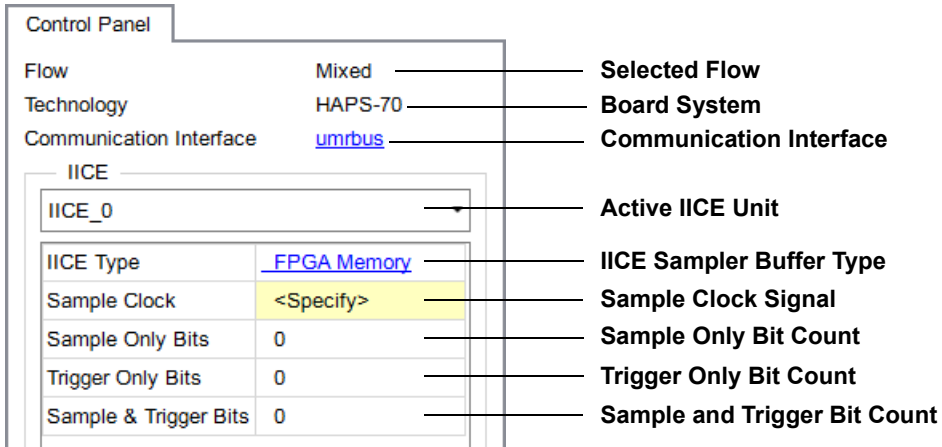 Control Panel
Flow Mixed Selected Flow
Technology HAPS-70 Board System
Communication Interface umrbus Communication Interface
IICE
IICE_0 Active IICE Unit
IICE Type FPGA Memory IICE Sampler Buffer Type
Sample Clock <Specify> Sample Clock Signal
Sample Only Bits 0 Sample Only Bit Count
Trigger Only Bits 0 Trigger Only Bit Count
Sample & Trigger Bits 0 Sample and Trigger Bit Count